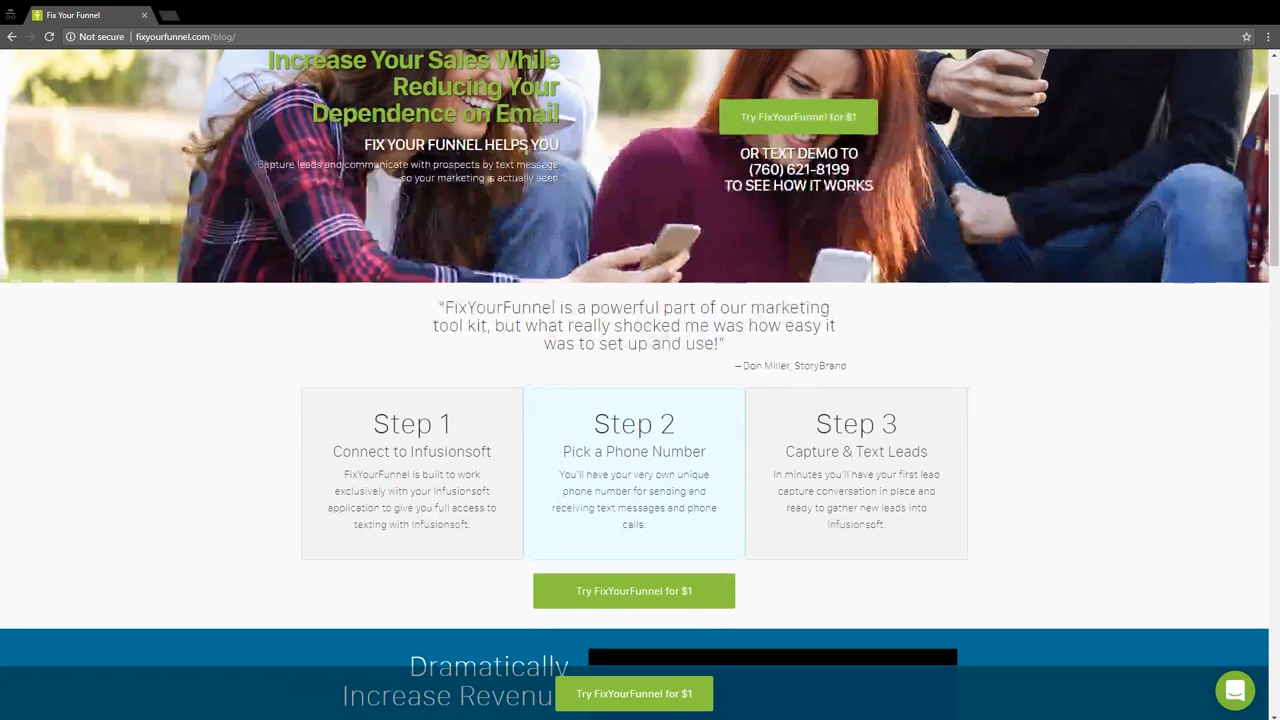 Fix Your Funnel
Not secure
fixyourfunnel.com/blog/
Increase Your Sales While
Reducing Your
Dependence on Email
FIX YOUR FUNNEL HELPS YOU
Capture leads and communicate with prospects by text message
so your marketing is actually seen
Try FixYourFunnel for $1
OR TEXT DEMO TO
(760) 621-8199
TO SEE HOW IT WORKS
"FixYourFunnel is a powerful part of our marketing
tool kit, but what really shocked me was how easy it
was to set up and use!"
– Don Miller, StoryBrand
Step 1
Connect to Infusionsoft
FixYourFunnel is built to work
exclusively with your Infusionsoft
application to give you full access to
texting with Infusionsoft.
Step 2
Pick a Phone Number
You'll have your very own unique
phone number for sending and
receiving text messages and phone
calls.
Step 3
Capture & Text Leads
In minutes you'll have your first lead
capture conversation in place and
ready to gather new leads into
Infusionsoft.
Try FixYourFunnel for $1
Dramatically
Increase Revenu
Try FixYourFunnel for $1